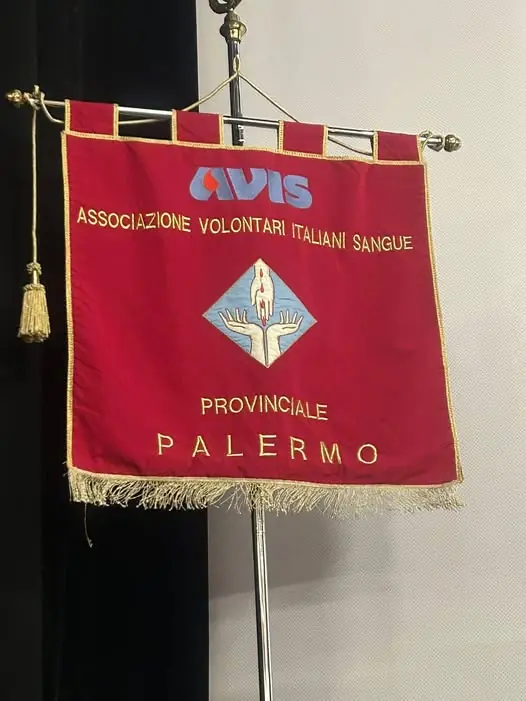 AVIS
ASSOCIAZIONE VOLONTARI ITALIANI SANGUE
PROVINCIALE
PALERMO